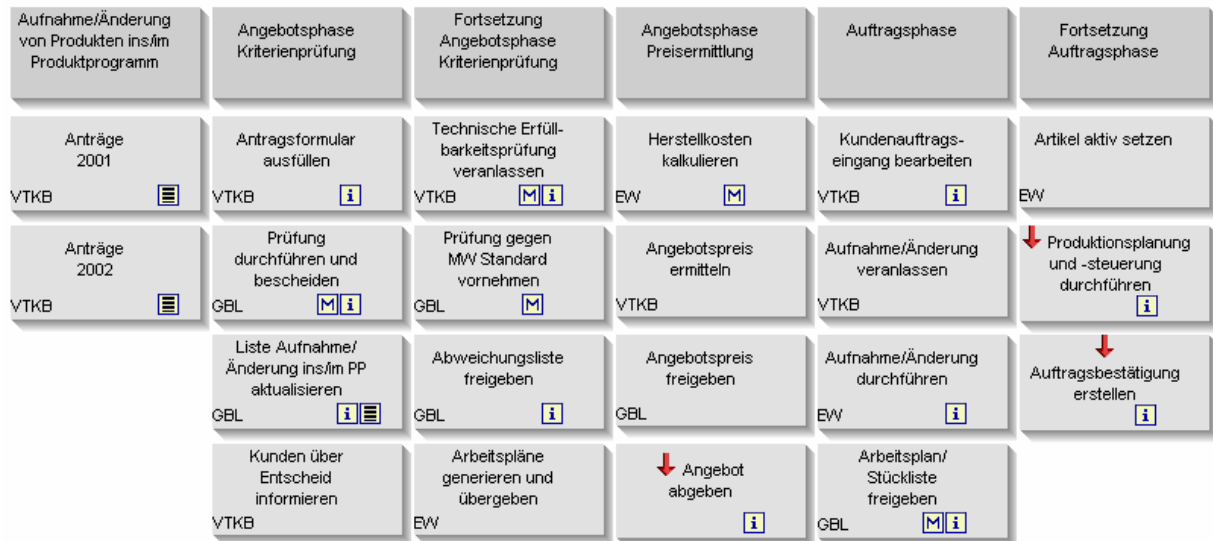 Aufnahme/Änderung
von Produkten ins/im
Produktprogramm
Angebotsphase
Kriterienprüfung
Fortsetzung
Angebotsphase
Kriterienprüfung
Angebotsphase
Preisermittlung
Auftragsphase
Fortsetzung
Auftragsphase
Anträge
2001
VTKB
Antragsformular
ausfüllen
VTKB
i
Technische Erfüll-
barkeitsprüfung
veranlassen
VTKB
M i
Herstellkosten
kalkulieren
EW
M
Kundenauftrags-
eingang bearbeiten
VTKB
i
Artikel aktiv setzen
EW
Anträge
2002
VTKB
Prüfung
durchführen und
bescheiden
GBL
M i
Prüfung gegen
MW Standard
vornehmen
GBL
M
Angebotspreis
ermitteln
VTKB
Aufnahme/Änderung
veranlassen
VTKB
Produktionsplanung
und -steuerung
durchführen
i
Liste Aufnahme/
Änderung ins/im PP
aktualisieren
GBL
i
Abweichungsliste
freigeben
GBL
i
Angebotspreis
freigeben
GBL
Aufnahme/Änderung
durchführen
EW
i
Auftragsbestätigung
erstellen
i
Kunden über
Entscheid
informieren
VTKB
Arbeitspläne
generieren und
übergeben
EW
Angebot
abgeben
i
Arbeitsplan/
Stückliste
freigeben
GBL
M i